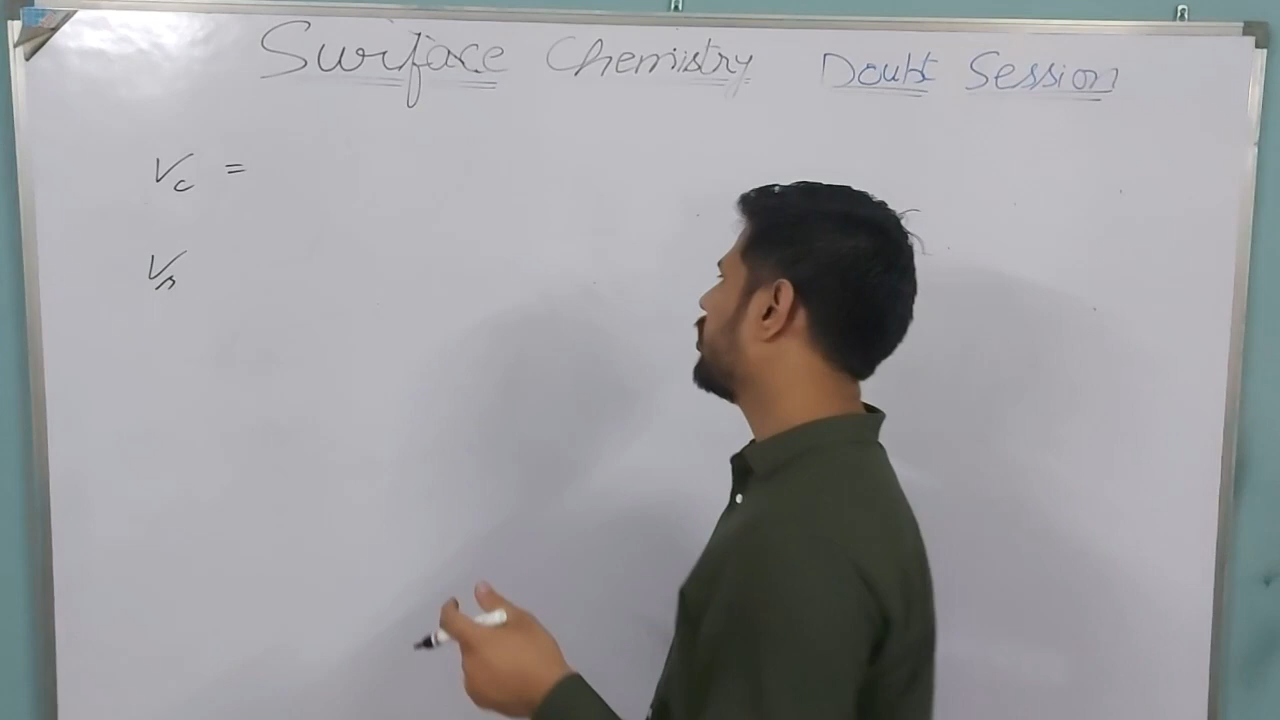 Surface Chemistry Doubt Session
Vc =
Vn